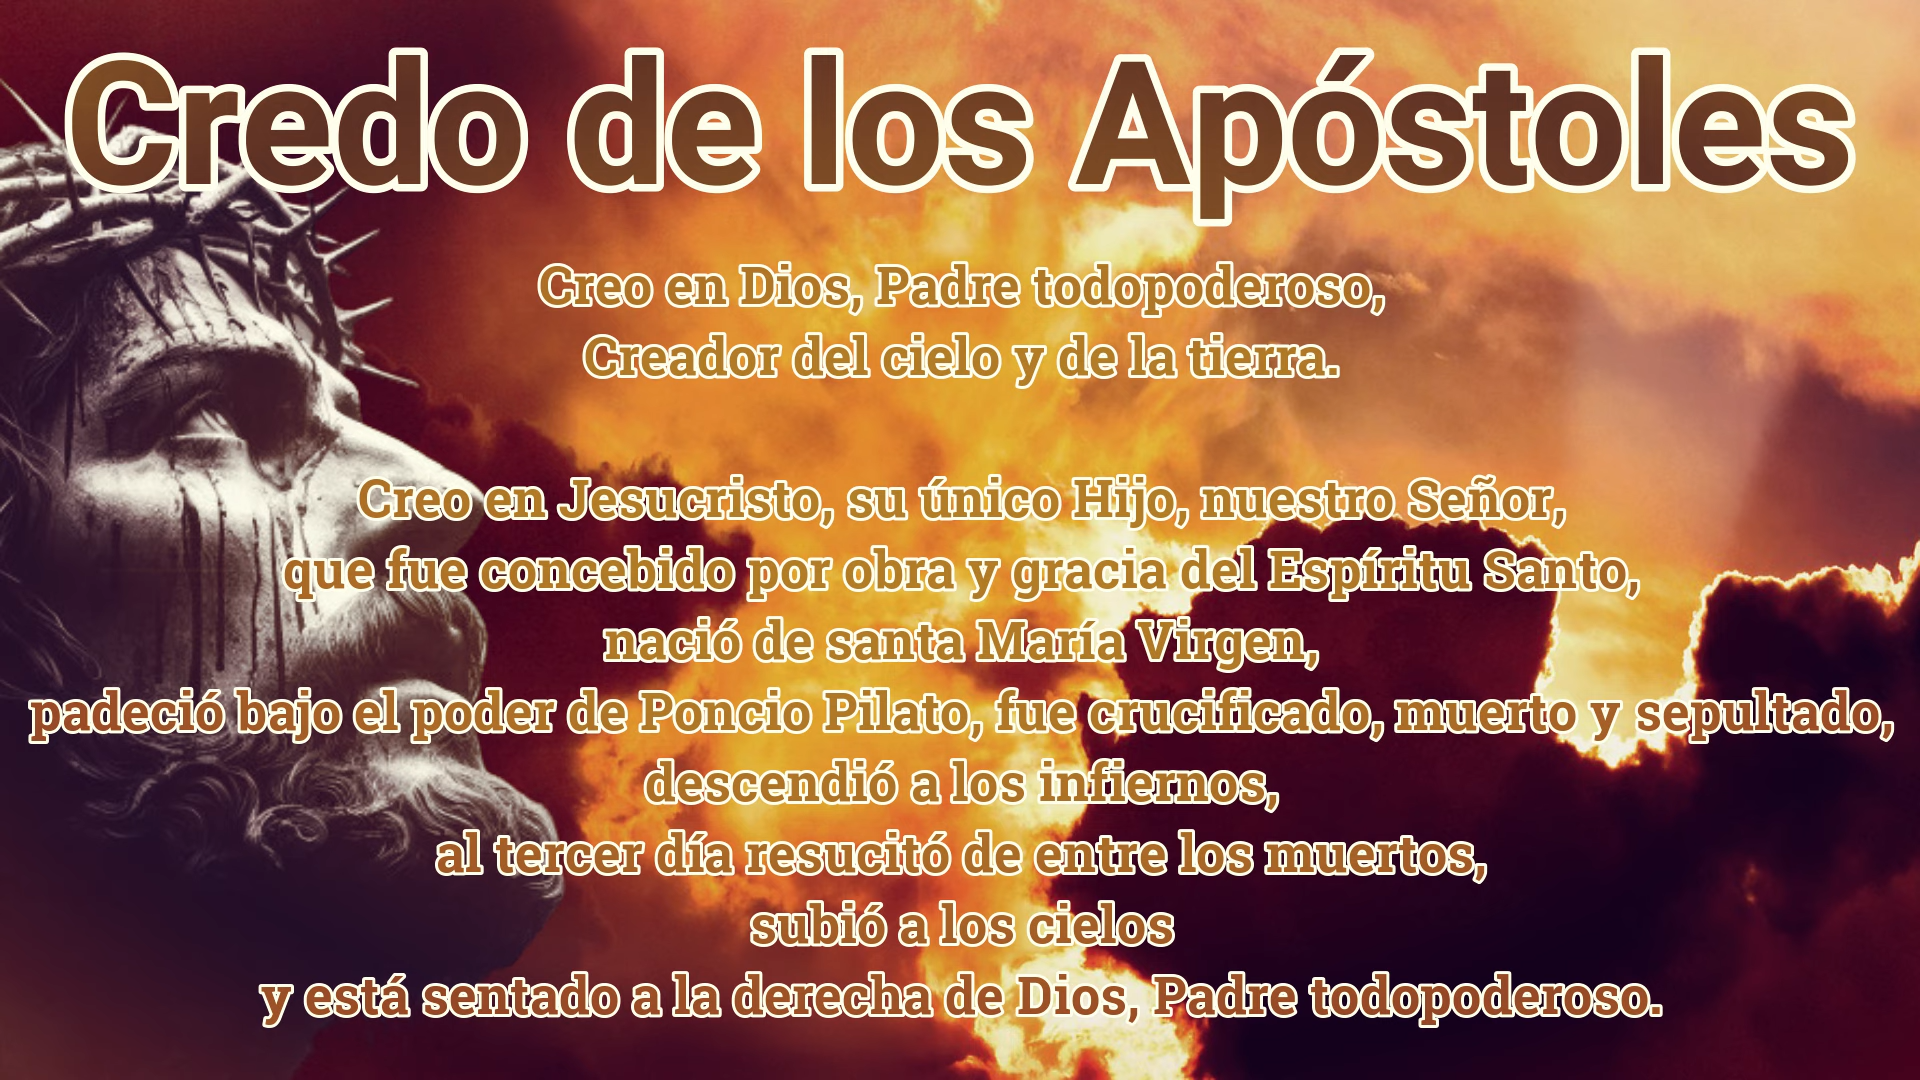 Credo de los Apóstoles
Creo en Dios, Padre todopoderoso,
Creador del cielo y de la tierra.
Creo en Jesucristo, su único Hijo, nuestro Señor,
que fue concebido por obra y gracia del Espíritu Santo,
nació de santa María Virgen,
padeció bajo el poder de Poncio Pilato, fue crucificado, muerto y sepultado,
descendió a los infiernos,
al tercer día resucitó de entre los muertos,
subió a los cielos
y está sentado a la derecha de Dios, Padre todopoderoso.